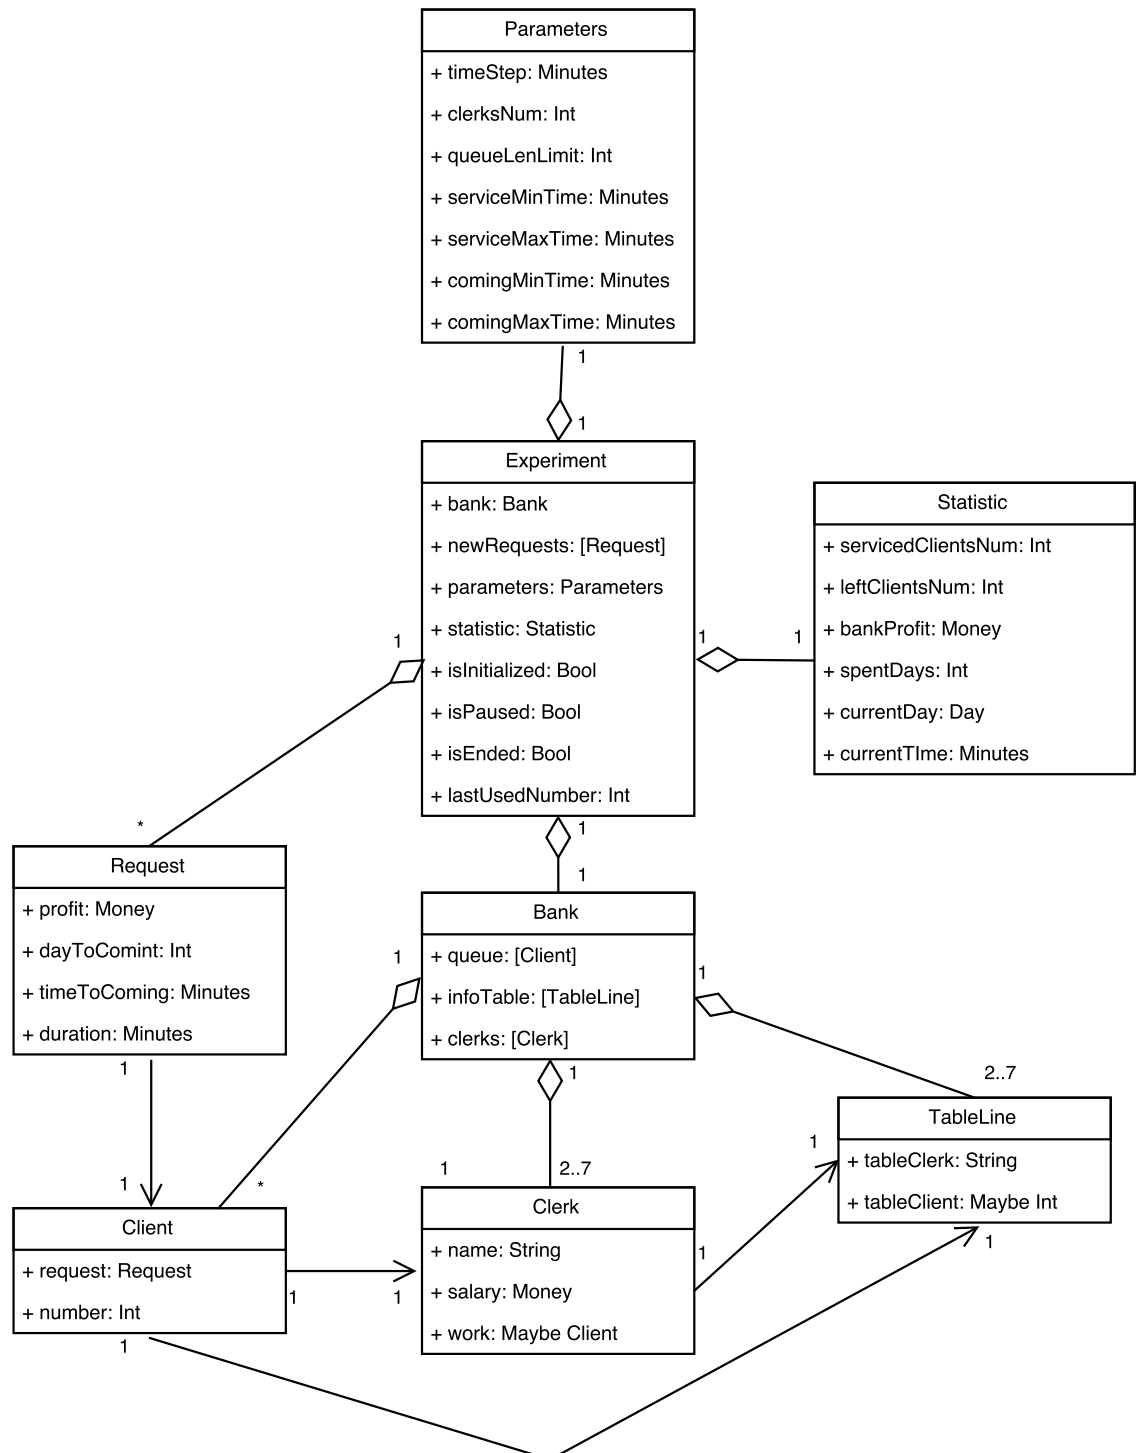 Parameters
+ timeStep: Minutes
+ clerksNum: Int
+ queueLenLimit: Int
+ serviceMinTime: Minutes
+ serviceMaxTime: Minutes
+ comingMinTime: Minutes
+ comingMaxTime: Minutes
1
1
Experiment
+ bank: Bank
+ newRequests: [Request]
+ parameters: Parameters
+ statistic: Statistic
+ isInitialized: Bool
+ isPaused: Bool
+ isEnded: Bool
+ lastUsedNumber: Int
Statistic
+ servicedClientsNum: Int
+ leftClientsNum: Int
+ bankProfit: Money
+ spentDays: Int
+ currentDay: Day
+ currentTIme: Minutes
1
1 1
*
1
1
Request
+ profit: Money
+ dayToComint: Int
+ timeToComing: Minutes
+ duration: Minutes
Bank
+ queue: [Client]
+ infoTable: [TableLine]
+ clerks: [Clerk]
1
1
1
1
2..7
TableLine
+ tableClerk: String
+ tableClient: Maybe Int
1
1
*
1
2..7
Client
+ request: Request
+ number: Int
Clerk
+ name: String
+ salary: Money
+ work: Maybe Client
1
1
1
1
1